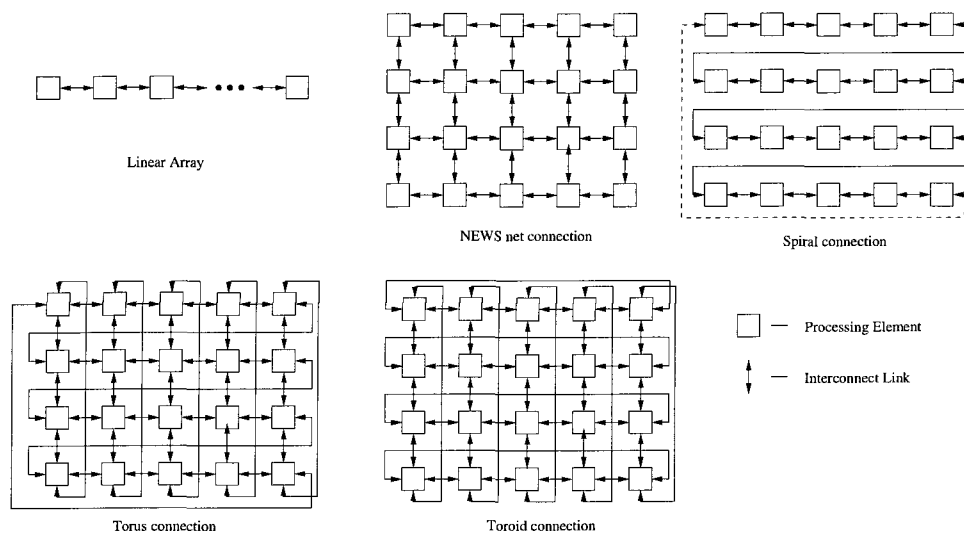 Linear Array
NEWS net connection
Spiral connection
Processing Element
Interconnect Link
Torus connection
Toroid connection